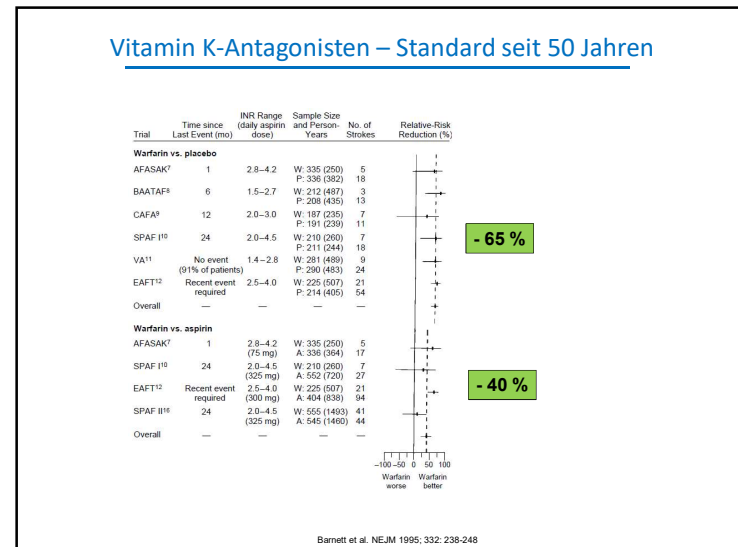 Vitamin K-Antagonisten – Standard seit 50 Jahren
Trial Time since Last Event (mo) INR Range (daily aspirin dose) Sample Size and Person-Years No. of Strokes Relative-Risk Reduction (%)
Warfarin vs. placebo
AFASAK7 1 2.8–4.2 W: 335 (250) 5
P: 336 (382) 18
BAATAF8 6 1.5–2.7 W: 212 (487) 3
P: 208 (435) 13
CAFA9 12 2.0–3.0 W: 187 (235) 7
P: 191 (239) 11
SPAF I10 24 2.0–4.5 W: 210 (260) 7
P: 211 (244) 18
- 65 %
VA11 No event 1.4–2.8 W: 281 (489) 9
(91% of patients) P: 290 (483) 24
EAFT12 Recent event 2.5–4.0 W: 225 (507) 21
required P: 214 (405) 54
Overall — — — —
Warfarin vs. aspirin
AFASAK7 1 2.8–4.2 W: 335 (250) 5
(75 mg) A: 336 (364) 17
SPAF I10 24 2.0–4.5 W: 210 (260) 7
(325 mg) A: 552 (720) 27
EAFT12 Recent event 2.5–4.0 W: 225 (507) 21
required (300 mg) A: 404 (838) 94
- 40 %
SPAF II16 24 2.0–4.5 W: 555 (1493) 41
(325 mg) A: 545 (1460) 44
Overall — — — —
–100 –50 0 50 100
Warfarin Warfarin
worse better
Barnett et al. NEJM 1995; 332: 238-248